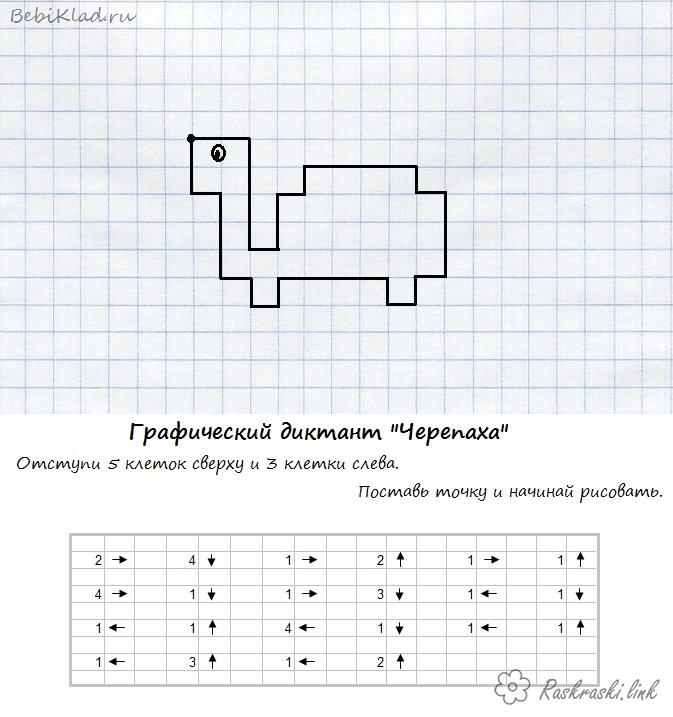 BebiKlad.ru
Графический диктант "Черепаха"
Отступи 5 клеток сверху и 3 клетки слева.
Поставь точку и начинай рисовать.
2 → 4 ↓ 1 → 2 ↑ 1 → 1 ↑
4 → 1 ↓ 1 → 3 ↓ 1 ← 1 ↓
1 ← 1 ↑ 4 ← 1 ↓ 1 ← 1 ↑
1 ← 3 ↑ 1 ← 2 ↑
Raskraski.link